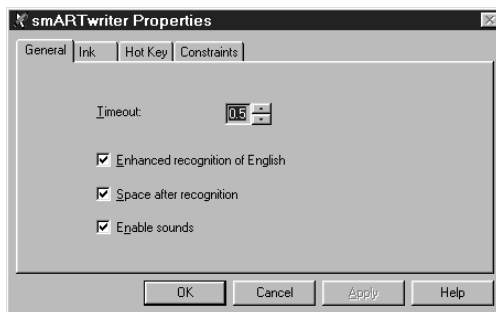 smARTwriter Properties
General Ink Hot Key Constraints
Timeout: 0.5
Enhanced recognition of English
Space after recognition
Enable sounds
OK Cancel Apply Help